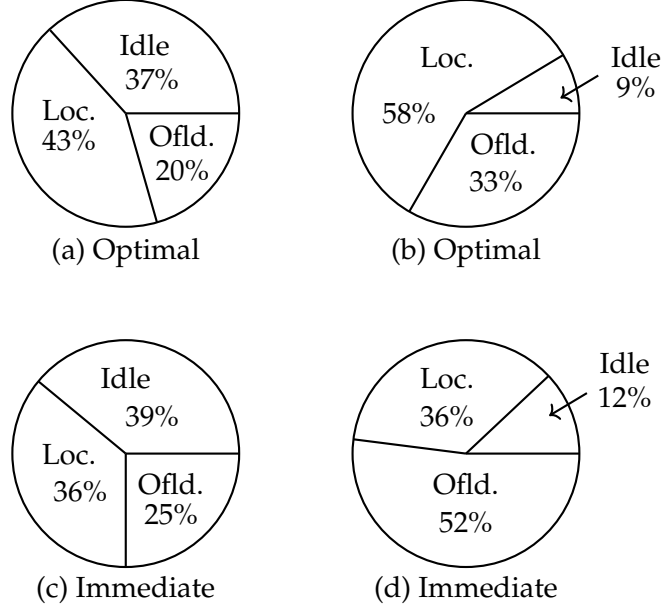 Idle
37%
Loc.
43%
Ofld.
20%
(a) Optimal
Loc.
58%
Idle
9%
Ofld.
33%
(b) Optimal
Idle
39%
Loc.
36%
Ofld.
25%
(c) Immediate
Loc.
36%
Idle
12%
Ofld.
52%
(d) Immediate